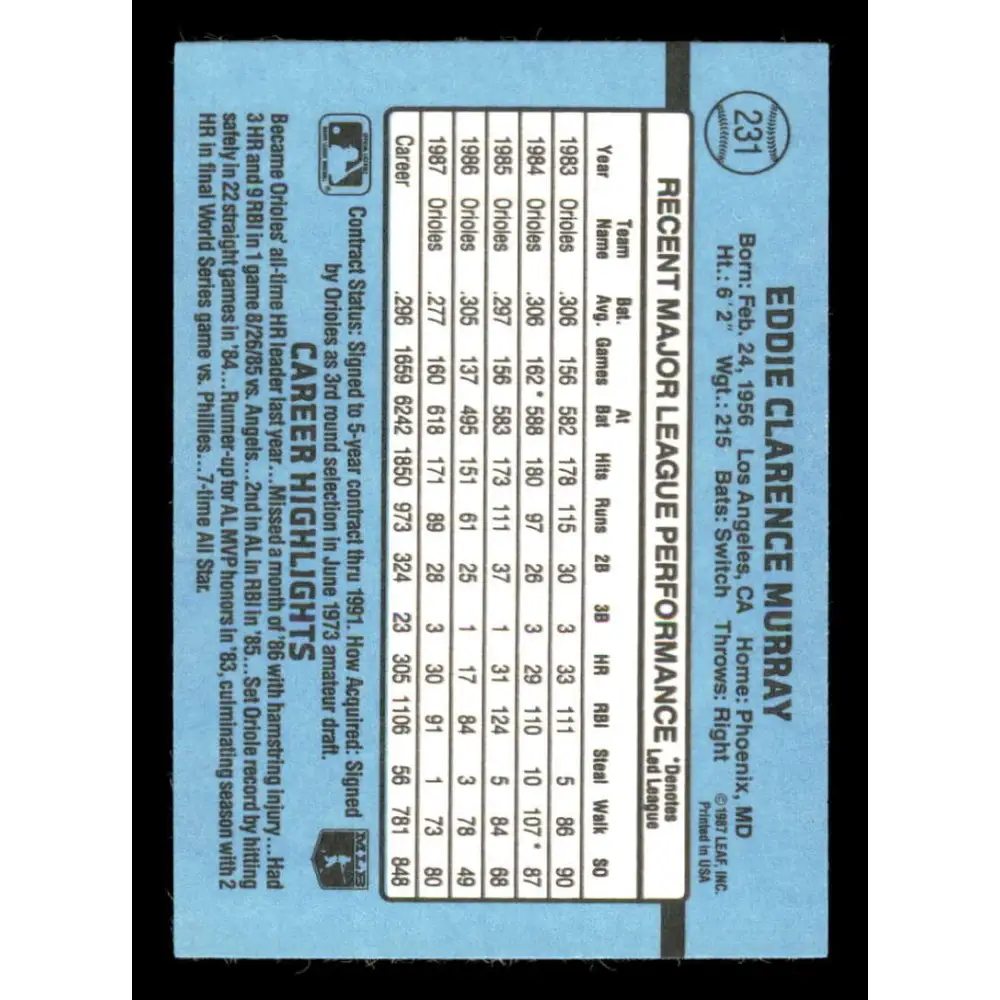 231
EDDIE CLARENCE MURRAY
Born: Feb. 24, 1956 Los Angeles, CA Home: Phoenix, MD
Ht.: 6'2" Wgt.: 215 Bats: Switch Throws: Right
©1987 LEAF, INC.
Printed in USA
RECENT MAJOR LEAGUE PERFORMANCE *Denotes Led League
Year Team Name Bat. Avg. Games At Bat Hits Runs 2B 3B HR RBI Steal Walk SO
1983 Orioles .306 156 582 178 115 30 3 33 111 5 86 90
1984 Orioles .306 162* 588 180 97 26 3 29 110 10 107* 87
1985 Orioles .297 156 583 173 111 37 1 31 124 5 84 68
1986 Orioles .305 137 495 151 61 25 1 17 84 3 78 49
1987 Orioles .277 160 618 171 89 28 3 30 91 1 73 80
Career .296 1659 6242 1850 973 324 23 305 1106 56 781 848
Contract Status: Signed to 5-year contract thru 1991. How Acquired: Signed
by Orioles as 3rd round selection in June 1973 amateur draft.
MLB
CAREER HIGHLIGHTS
Became Orioles' all-time HR leader last year...Missed a month of '86 with hamstring injury...Had
3 HR and 9 RBI in 1 game 8/26/85 vs. Angels...2nd in AL in RBI in '85...Set Oriole record by hitting
safely in 22 straight games in '84...Runner-up for AL MVP honors in '83, culminating season with 2
HR in final World Series game vs. Phillies...7-time All Star.